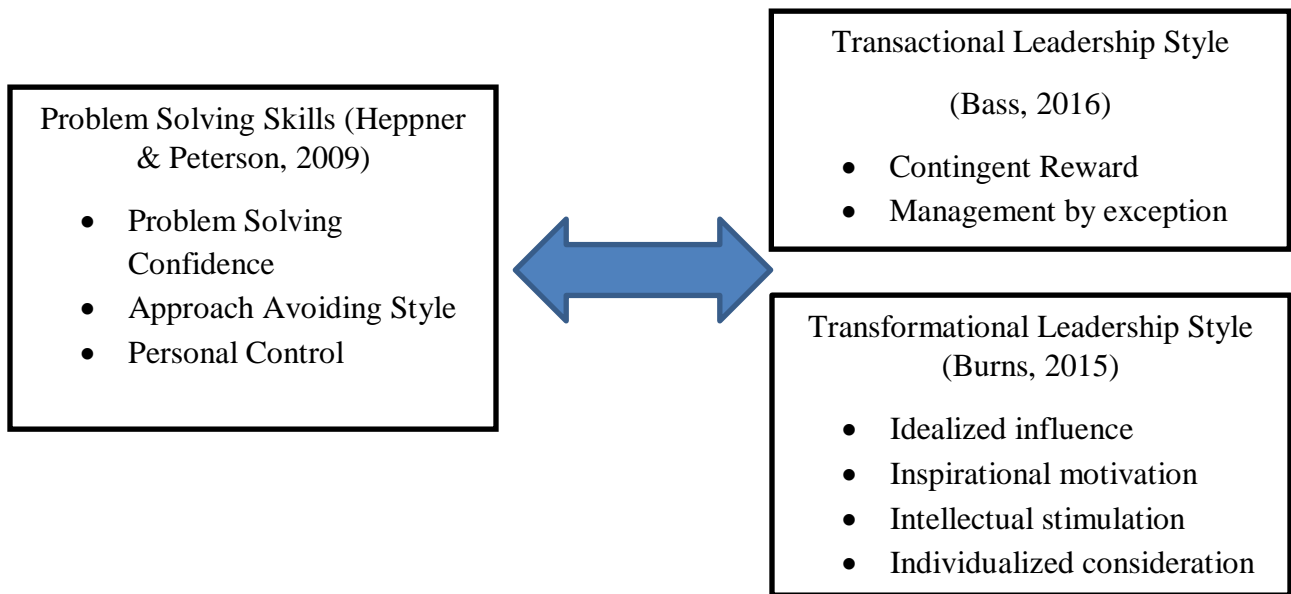 Problem Solving Skills (Heppner
& Peterson, 2009)
• Problem Solving
Confidence
• Approach Avoiding Style
• Personal Control
Transactional Leadership Style
(Bass, 2016)
• Contingent Reward
• Management by exception
Transformational Leadership Style
(Burns, 2015)
• Idealized influence
• Inspirational motivation
• Intellectual stimulation
• Individualized consideration